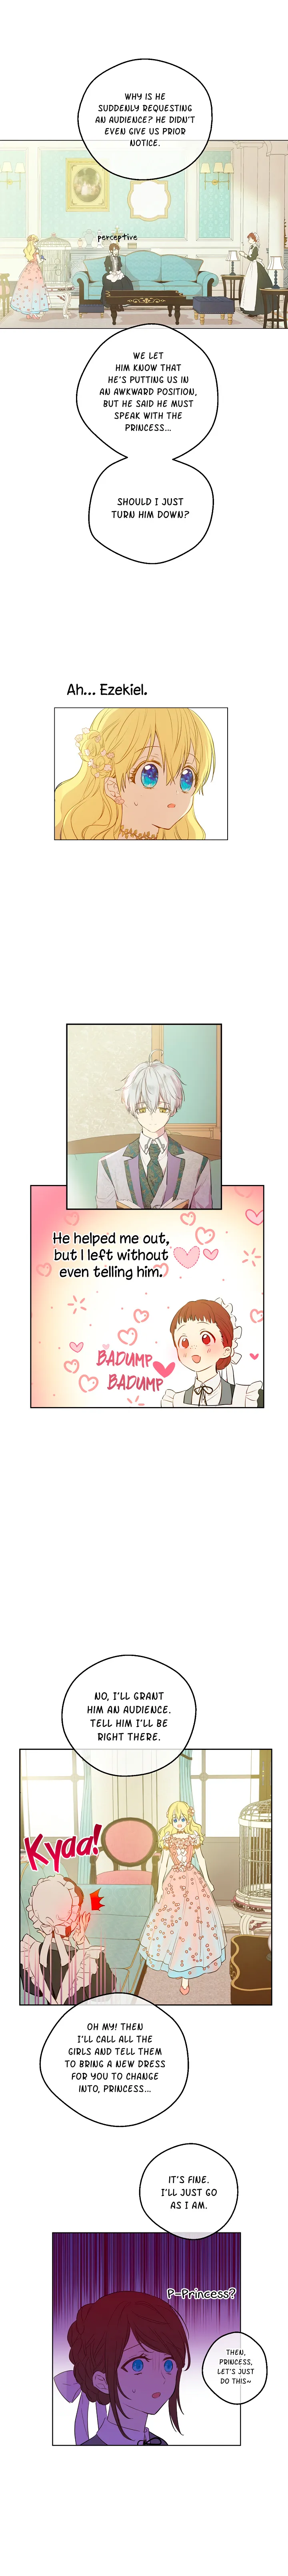 WHY IS HE
SUDDENLY REQUESTING
AN AUDIENCE? HE DIDN'T
EVEN GIVE US PRIOR
NOTICE.
perceptive
WE LET
HIM KNOW THAT
HE'S PUTTING US IN
AN AWKWARD POSITION,
BUT HE SAID HE MUST
SPEAK WITH THE
PRINCESS...
SHOULD I JUST
TURN HIM DOWN?
Ah... Ezekiel.
He helped me out,
but I left without
even telling him.
BADUMP
BADUMP
NO, I'LL GRANT
HIM AN AUDIENCE.
TELL HIM I'LL BE
RIGHT THERE.
Kyaa!
OH MY! THEN
I'LL CALL ALL THE
GIRLS AND TELL THEM
TO BRING A NEW DRESS
FOR YOU TO CHANGE
INTO, PRINCESS...
IT'S FINE.
I'LL JUST GO
AS I AM.
P-Princess?
THEN,
PRINCESS,
LET'S JUST
DO THIS~